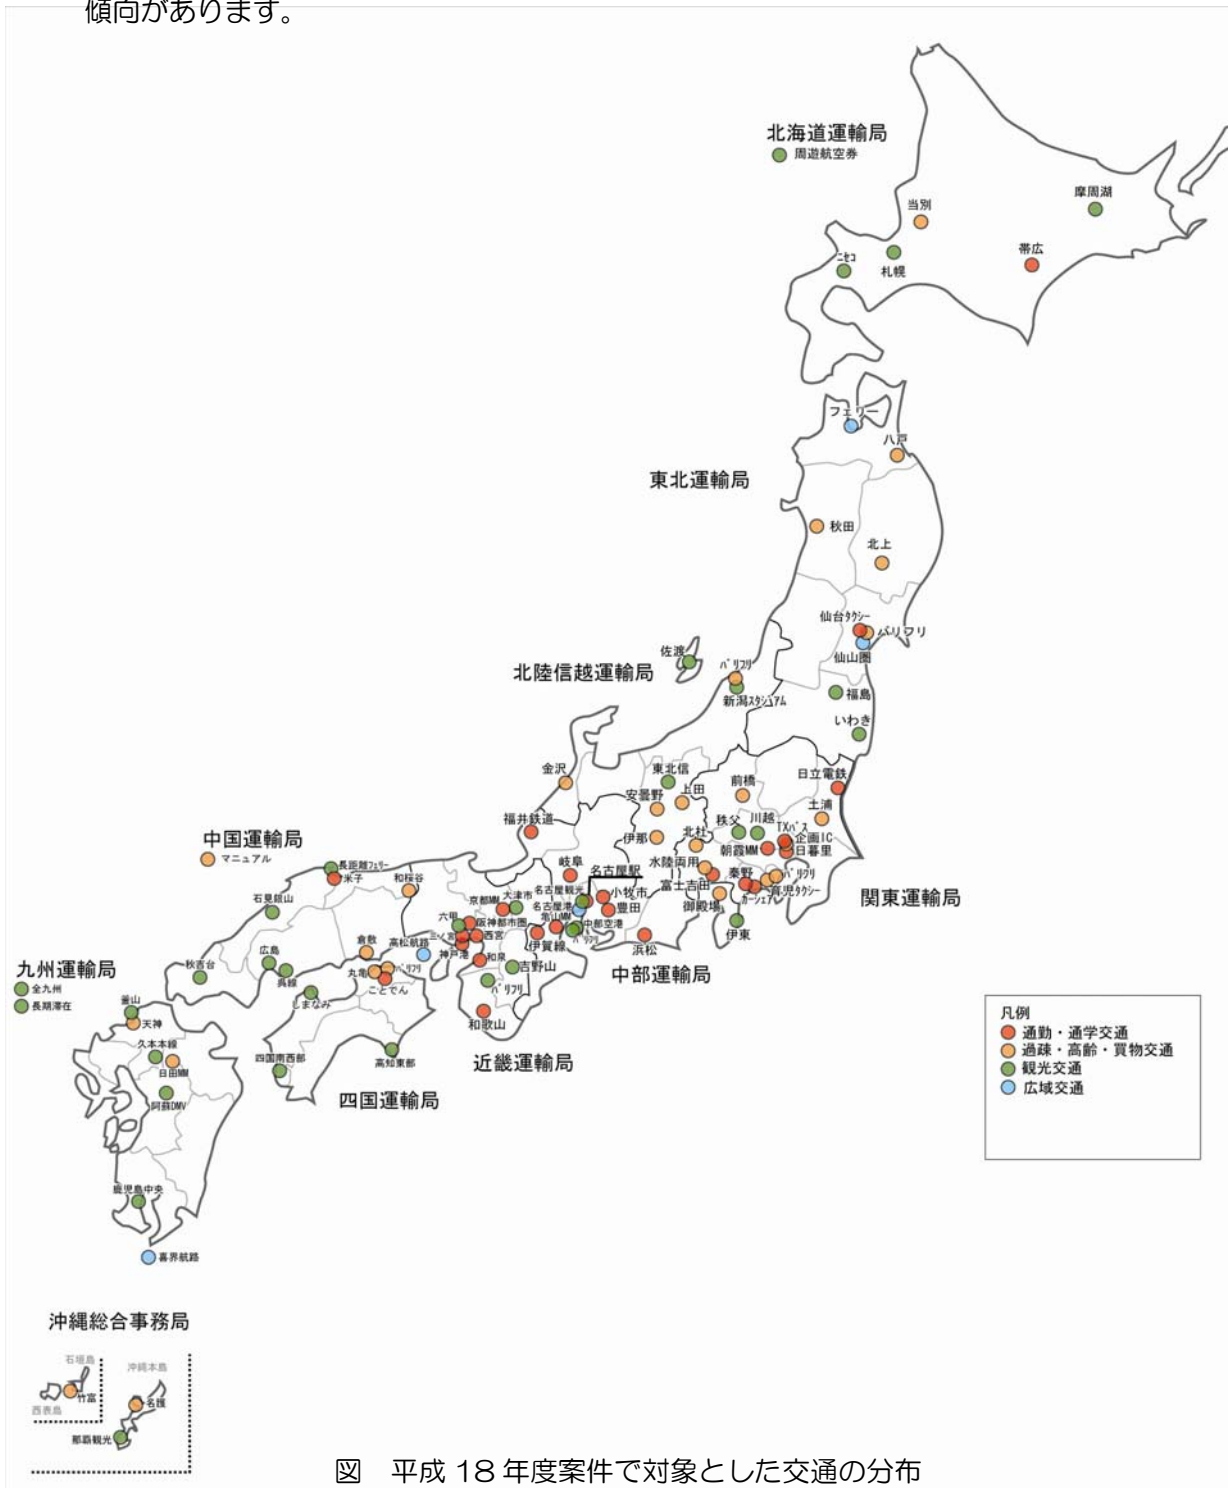 傾向があります。
北海道運輸局
周遊航空券
摩周湖
当別
帯広
ﾆｾｺ
札幌
フェリー
八戸
東北運輸局
秋田
北上
仙台ﾀｸｼｰ
バリフリ
仙山圏
佐渡
北陸信越運輸局
ﾊﾞﾘﾌﾘ
新潟ｽﾀｼﾞｱﾑ
福島
いわき
金沢
東北信
前橋
日立電鉄
安曇野
上田
土浦
福井鉄道
秩父
川越
TXﾊﾞｽ
伊那
北杜
企画IC
朝霞MM
日暮里
中国運輸局
マニュアル
長距離ﾌｪﾘｰ
米子
和桜谷
岐阜
名古屋駅
水陸両用
秦野
ﾊﾞﾘﾌﾘ
富士吉田
育児ﾀｸｼｰ
ｶｰｼｪｱ
御殿場
関東運輸局
石見銀山
京都MM
大津市
名古屋観光
小牧市
名古屋港
豊田
六甲
阪神都市圏
亀山MM
中部空港
三ノ宮
西宮
伊賀線
ﾊﾞﾘﾌﾘ
浜松
伊東
倉敷
高松航路
神戸港
九州運輸局
全九州
長期滞在
広島
秋吉台
呉線
丸亀
ﾊﾞﾘﾌﾘ
和泉
吉野山
中部運輸局
ことでん
ﾊﾞﾘﾌﾘ
しまなみ
釜山
天神
和歌山
久本本線
日田MM
四国南西部
高知東部
近畿運輸局
阿蘇DMV
四国運輸局
凡例
通勤・通学交通
過疎・高齢・買物交通
観光交通
広域交通
鹿児島中央
喜界航路
沖縄総合事務局
石垣島
沖縄本島
竹富
西表島
名護
那覇観光
図　平成 18 年度案件で対象とした交通の分布